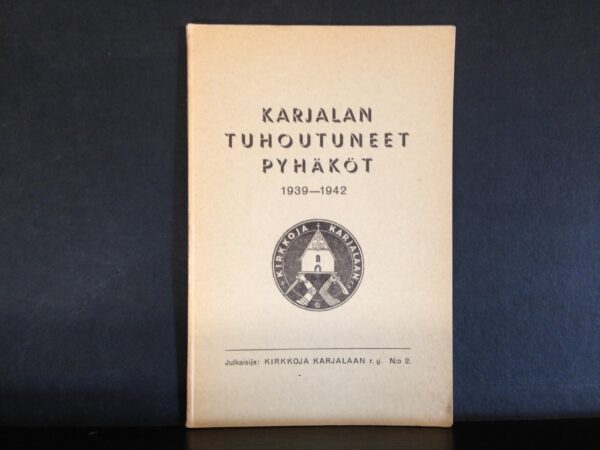 KARJALAN
TUHOUTUNEET
PYHÄKÖT
1939—1942
KIRKKOJA KARJALAAN
Julkaisija: KIRKKOJA KARJALAAN r. y. N:o 2.